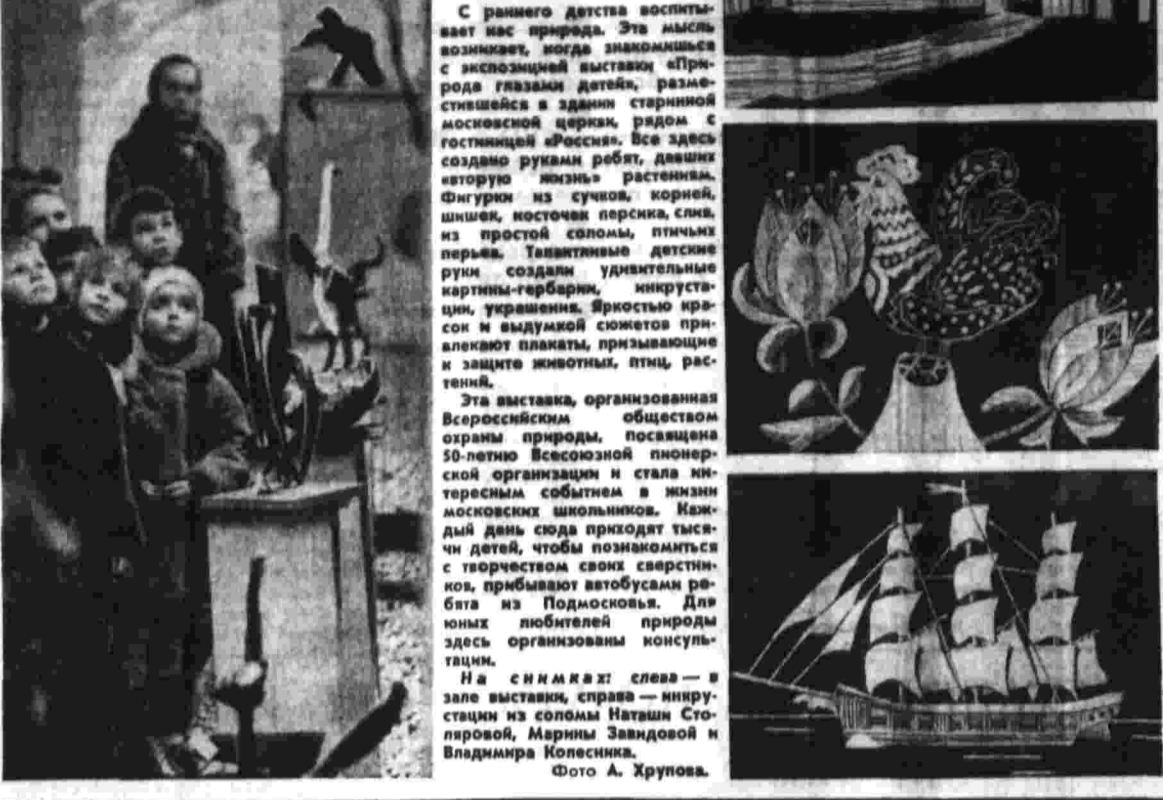 С раннего детства воспиты-
вает нас природа. Эта мысль
возникает, когда знакомишься
с экспозицией выставки «При-
рода глазами детей», разме-
стившейся в здании старинной
московской церкви, рядом с
гостиницей «Россия». Все здесь
создано руками ребят, давших
«вторую жизнь» растениям.
Фигурки из сучков, корней,
шишек, косточек персика, слив,
из простой соломы, птичьих
перьев. Талантливые детские
руки создали удивительные
картины-гербарии, инкруста-
ции, украшения. Яркостью кра-
сок и выдумкой сюжетов при-
влекают плакаты, призывающие
к защите животных, птиц, рас-
тений.
Эта выставка, организованная
Всероссийским обществом
охраны природы, посвящена
50-летию Всесоюзной пионер-
ской организации и стала ин-
тересным событием в жизни
московских школьников. Каж-
дый день сюда приходят тыся-
чи детей, чтобы познакомиться
с творчеством своих сверстни-
ков, прибывают автобусами ре-
бята из Подмосковья. Для
юных любителей природы
здесь организованы консуль-
тации.
На снимках: слева — в
зале выставки, справа — инкру-
стации из соломы Наташи Сто-
ляровой, Марины Завидовой и
Владимира Колесника.
Фото А. Хрупова.